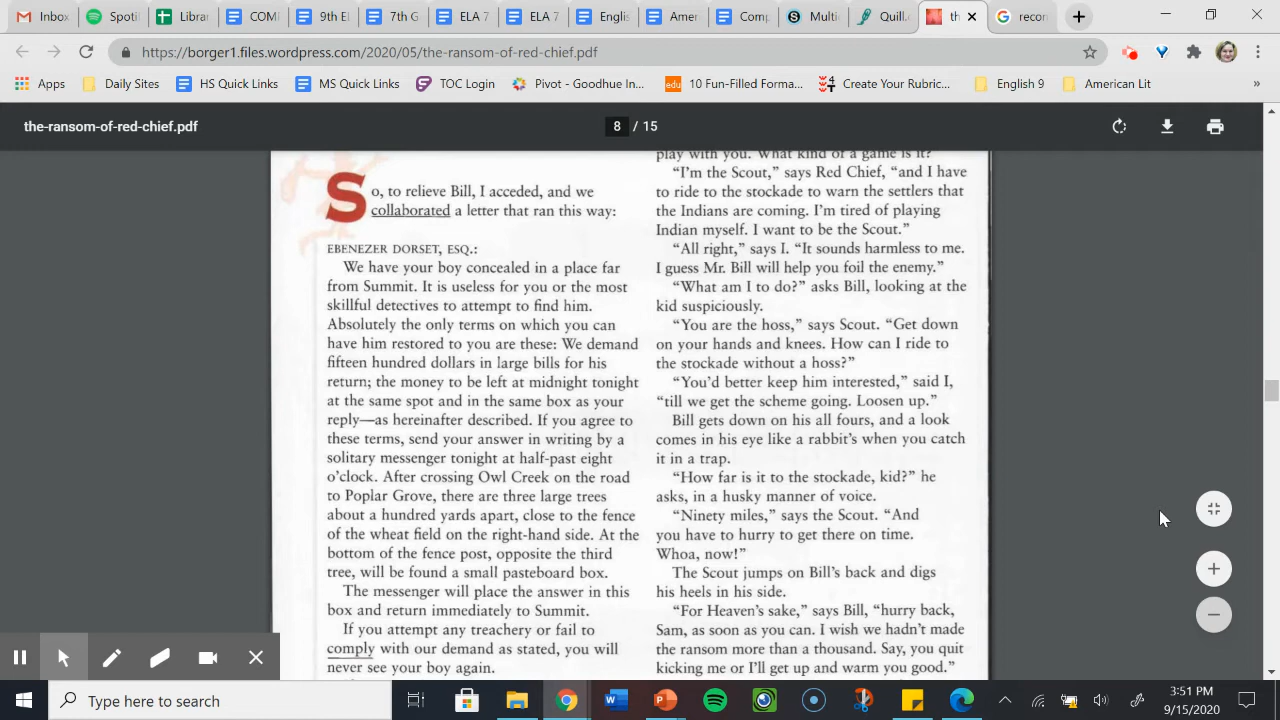 Inbox
Spotif
Librar
COM
9th El
7th G
ELA 7
ELA 7
Englis
Amer
Comp
Multi
Quill.
th
recor
https://borger1.files.wordpress.com/2020/05/the-ransom-of-red-chief.pdf
Apps
Daily Sites
HS Quick Links
MS Quick Links
TOC Login
Pivot - Goodhue In...
edu
10 Fun-Filled Forma...
Create Your Rubric...
English 9
American Lit
»
the-ransom-of-red-chief.pdf
8 / 15
So, to relieve Bill, I acceded, and we
collaborated a letter that ran this way:
EBENEZER DORSET, ESQ.:
We have your boy concealed in a place far
from Summit. It is useless for you or the most
skillful detectives to attempt to find him.
Absolutely the only terms on which you can
have him restored to you are these: We demand
fifteen hundred dollars in large bills for his
return; the money to be left at midnight tonight
at the same spot and in the same box as your
reply—as hereinafter described. If you agree to
these terms, send your answer in writing by a
solitary messenger tonight at half-past eight
o'clock. After crossing Owl Creek on the road
to Poplar Grove, there are three large trees
about a hundred yards apart, close to the fence
of the wheat field on the right-hand side. At the
bottom of the fence post, opposite the third
tree, will be found a small pasteboard box.
The messenger will place the answer in this
box and return immediately to Summit.
If you attempt any treachery or fail to
comply with our demand as stated, you will
never see your boy again.
play with you. What kind of a game is it?"
"I'm the Scout," says Red Chief, "and I have
to ride to the stockade to warn the settlers that
the Indians are coming. I'm tired of playing
Indian myself. I want to be the Scout."
"All right," says I. "It sounds harmless to me.
I guess Mr. Bill will help you foil the enemy."
"What am I to do?" asks Bill, looking at the
kid suspiciously.
"You are the hoss," says Scout. "Get down
on your hands and knees. How can I ride to
the stockade without a hoss?"
"You'd better keep him interested," said I,
"till we get the scheme going. Loosen up."
Bill gets down on his all fours, and a look
comes in his eye like a rabbit's when you catch
it in a trap.
"How far is it to the stockade, kid?" he
asks, in a husky manner of voice.
"Ninety miles," says the Scout. "And
you have to hurry to get there on time.
Whoa, now!"
The Scout jumps on Bill's back and digs
his heels in his side.
"For Heaven's sake," says Bill, "hurry back,
Sam, as soon as you can. I wish we hadn't made
the ransom more than a thousand. Say, you quit
kicking me or I'll get up and warm you good."
Type here to search
3:51 PM
9/15/2020